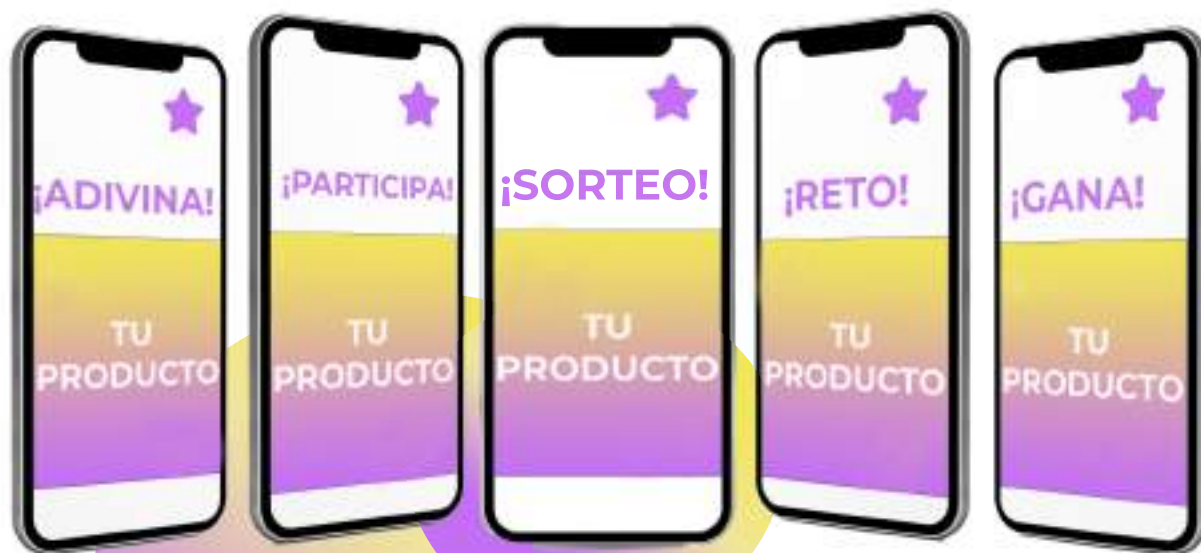 ¡ADIVINA!
TU
PRODUCTO
¡PARTICIPA!
TU
PRODUCTO
¡SORTEO!
TU
PRODUCTO
¡RETO!
TU
PRODUCTO
¡GANA!
TU
PRODUCTO